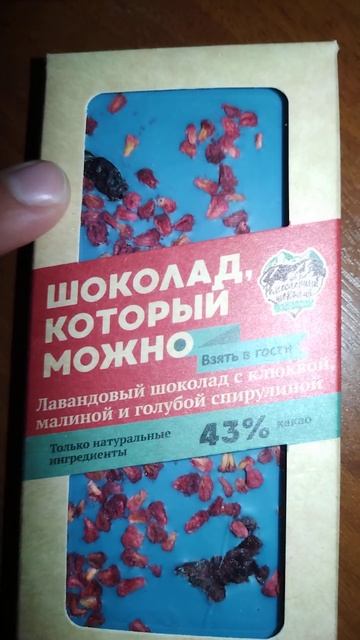 ШОКОЛАД,
КОТОРЫЙ
МОЖНО
Взять в гости
Лавандовый шоколад с клюквой,
малиной и голубой спирулиной
Только натуральные
ингредиенты
43% какао